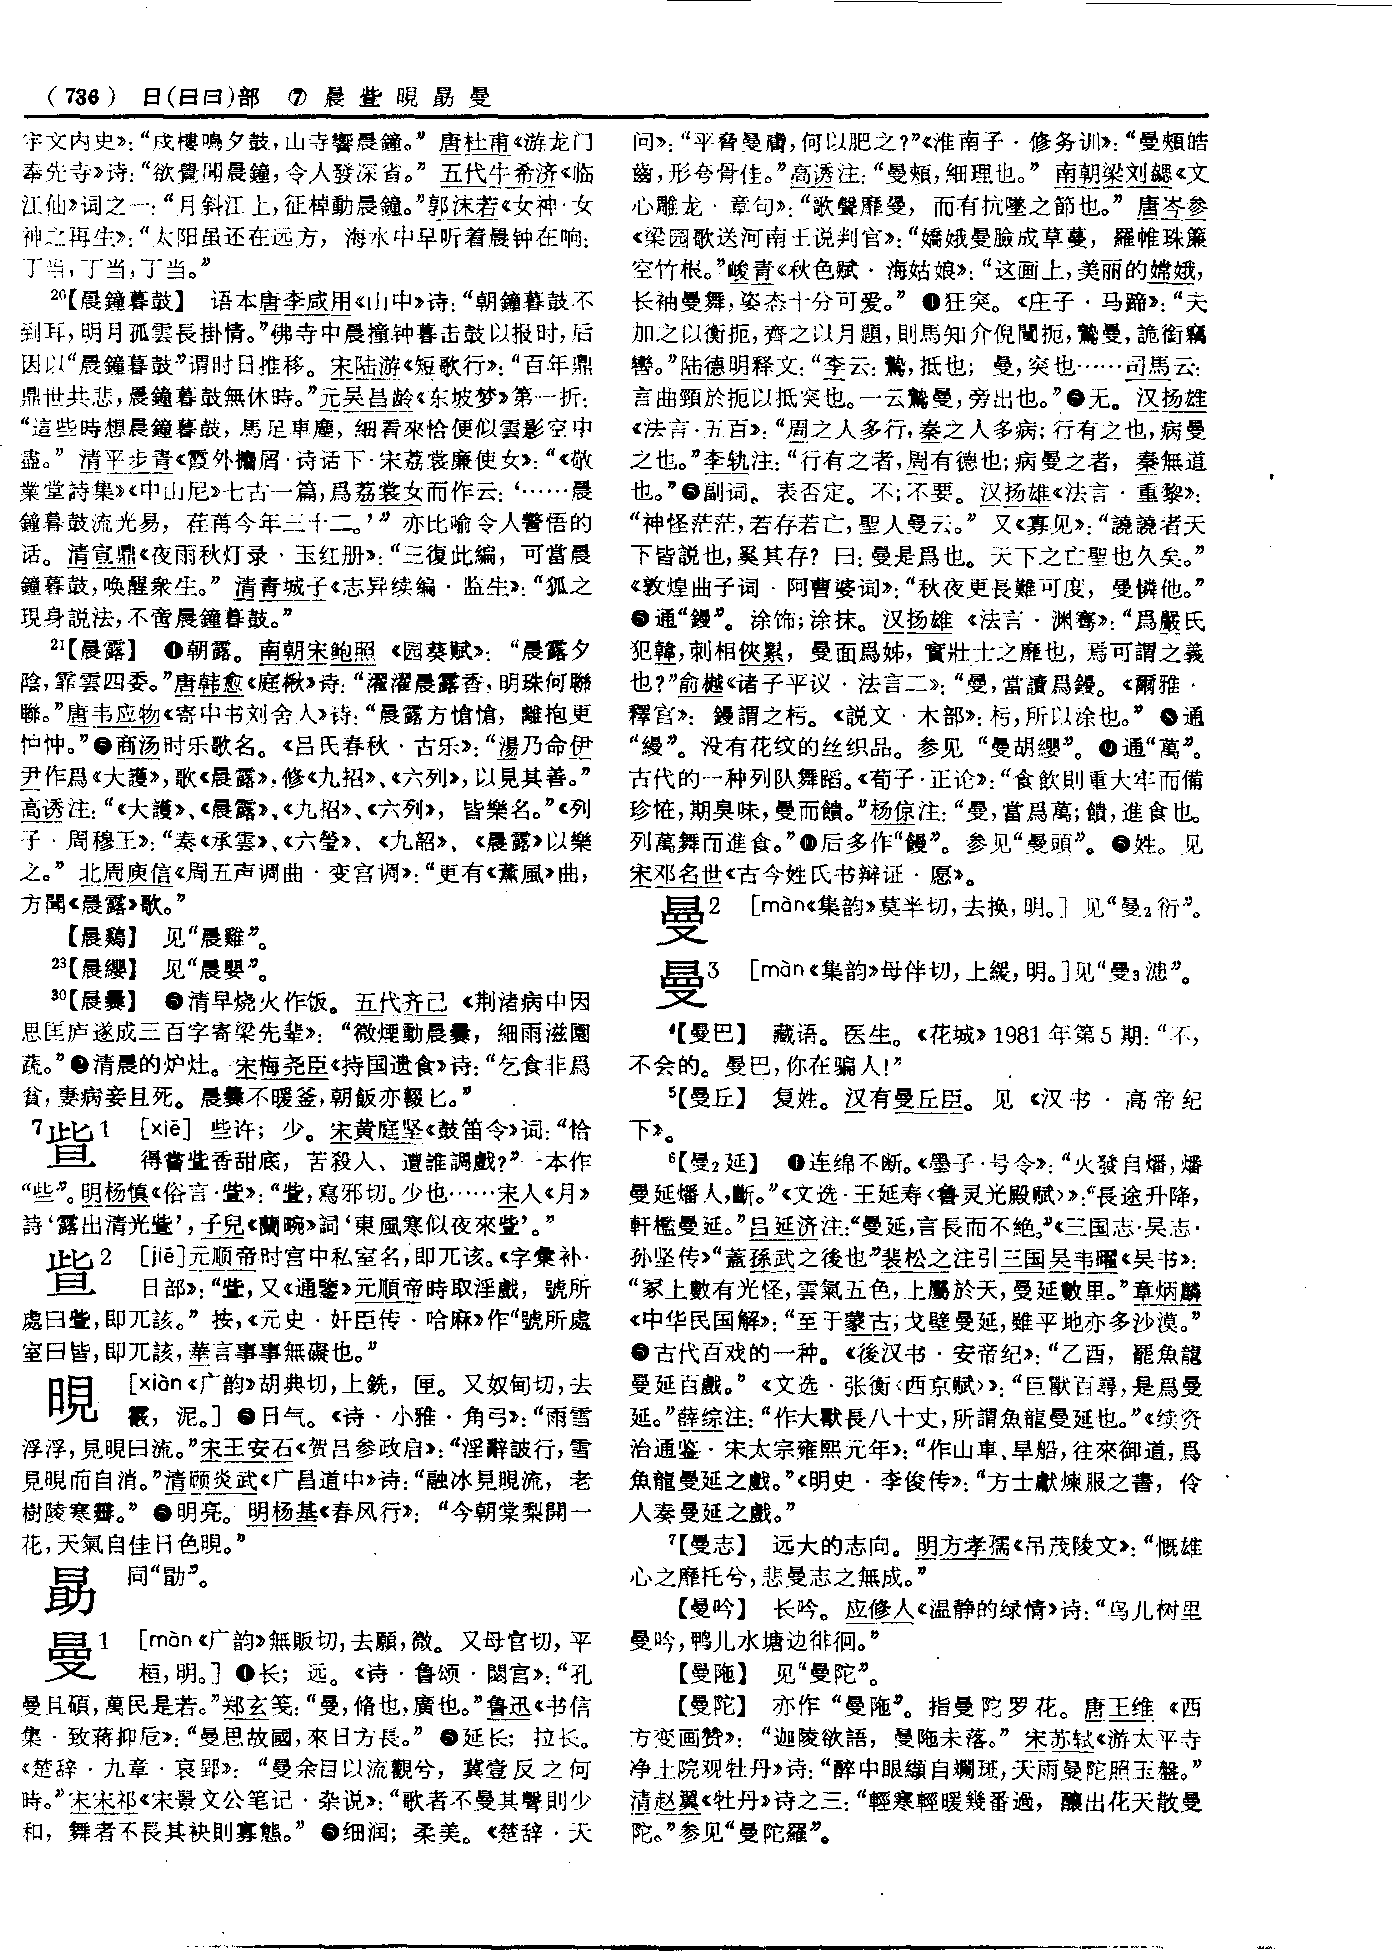 （736） 日(日曰)部 ⑦ 晨 㫮 晛 勗 曼
宇文内史》：“戍樓鳴夕鼓，山寺響晨鐘。”唐杜甫《游龙门
奉先寺》诗：“欲覺聞晨鐘，令人發深省。”五代牛希济《临
江仙》词之一：“月斜江上，征棹動晨鐘。”郭沫若《女神·女
神之再生》：“太阳虽还在远方，海水中早听着晨钟在响：
丁当，丁当，丁当。”
20【晨鐘暮鼓】 语本唐李咸用《山中》诗：“朝鐘暮鼓不
到耳，明月孤雲長掛情。”佛寺中晨撞钟暮击鼓以报时，后
因以“晨鐘暮鼓”谓时日推移。宋陆游《短歌行》：“百年鼎
鼎世共悲，晨鐘暮鼓無休時。”元吴昌龄《东坡梦》第一折：
“這些時想晨鐘暮鼓，馬足車塵，細看來恰便似雲影空中
盡。”清平步青《霞外攟屑·诗话下·宋荔裳廉使女》：“《敬
業堂詩集》《中山尼》七古一篇，爲荔裳女而作云：‘……晨
鐘暮鼓流光易，荏苒今年三十二。’”亦比喻令人警悟的
话。清宣鼎《夜雨秋灯录·玉红册》：“三復此編，可當晨
鐘暮鼓，唤醒衆生。”清青城子《志异续编·监生》：“狐之
現身説法，不啻晨鐘暮鼓。”
21【晨露】 ❶朝露。南朝宋鲍照《园葵赋》：“晨露夕
陰，霏雲四委。”唐韩愈《庭楸》诗：“濯濯晨露香，明珠何聯
聯。”唐韦应物《寄中书刘舍人》诗：“晨露方愴愴，離抱更
忡忡。”❷商汤时乐歌名。《吕氏春秋·古乐》：“湯乃命伊
尹作爲《大護》，歌《晨露》，修《九招》、《六列》，以見其善。”
高诱注：“《大護》、《晨露》、《九招》、《六列》，皆樂名。”《列
子·周穆王》：“奏《承雲》、《六瑩》、《九韶》、《晨露》以樂
之。”北周庾信《周五声调曲·变宫调》：“更有《薰風》曲，
方聞《晨露》歌。”
【晨鷄】 见“晨雞”。
23【晨纓】 见“晨嬰”。
30【晨爨】 ❶清早烧火作饭。五代齐己《荆渚病中因
思匡庐遂成三百字寄梁先辈》：“微煙動晨爨，細雨滋園
蔬。”❷清晨的炉灶。宋梅尧臣《持国遗食》诗：“乞食非爲
貧，妻病妾且死。晨爨不暖釜，朝飯亦輟匕。”
7㫮1 ［xiē］ 些许；少。宋黄庭坚《鼓笛令》词：“恰
得嘗㫮香甜底，苦殺人、遭誰調戲？”一本作
“些”。明杨慎《俗言·㫮》：“㫮，寫邪切。少也……宋人《月》
詩‘露出清光㫮’，子兒《蘭畹》詞‘東風寒似夜來㫮’。”
㫮2 ［jiē］元顺帝时宫中私室名，即兀该。《字彙补·
日部》：“㫮，又《通鑒》元順帝時取淫戲，號所
處曰㫮，即兀該。”按，《元史·奸臣传·哈麻》作“號所處
室曰皆，即兀該，華言事事無礙也。”
晛 ［xiàn《广韵》胡典切，上銑，匣。又奴甸切，去
霰，泥。］ ❶日气。《诗·小雅·角弓》：“雨雪
浮浮，見晛曰流。”宋王安石《贺吕参政启》：“淫辭詖行，雪
見晛而自消。”清顾炎武《广昌道中》诗：“融冰見晛流，老
樹陵寒聳。”❷明亮。明杨基《春风行》：“今朝棠梨開一
花，天氣自佳日色晛。”
勗 同“勖”。
曼1 ［màn《广韵》無販切，去願，微。又母官切，平
桓，明。］ ❶长；远。《诗·鲁颂·閟宫》：“孔
曼且碩，萬民是若。”郑玄笺：“曼，脩也，廣也。”鲁迅《书信
集·致蒋抑卮》：“曼思故國，來日方長。”❷延长；拉长。
《楚辞·九章·哀郢》：“曼余目以流觀兮，冀壹反之何
時。”宋宋祁《宋景文公笔记·杂说》：“歌者不曼其聲則少
和，舞者不長其袂則寡態。”❸细润；柔美。《楚辞·天
问》：“平脅曼膚，何以肥之？”《淮南子·修务训》：“曼頰皓
齒，形夸骨佳。”高诱注：“曼頰，細理也。”南朝梁刘勰《文
心雕龙·章句》：“歌聲靡曼，而有抗墜之節也。”唐岑参
《梁园歌送河南王说判官》：“嬌娥曼臉成草蔓，羅帷珠簾
空竹根。”峻青《秋色赋·海姑娘》：“这画上，美丽的嫦娥，
长袖曼舞，姿态十分可爱。”❹狂突。《庄子·马蹄》：“夫
加之以衡扼，齊之以月題，則馬知介倪闉扼，鷙曼，詭銜竊
轡。”陆德明释文：“李云：鷙，抵也；曼，突也……司馬云：
言曲頸於扼以抵突也。一云鷙曼，旁出也。”❺无。汉扬雄
《法言·五百》：“周之人多行，秦之人多病；行有之也，病曼
之也。”李轨注：“行有之者，周有德也；病曼之者，秦無道
也。”❻副词。表否定。不；不要。汉扬雄《法言·重黎》：
“神怪茫茫，若存若亡，聖人曼云。”又《寡见》：“譊譊者天
下皆説也，奚其存？曰：曼是爲也。天下之亡聖也久矣。”
《敦煌曲子词·阿曹婆词》：“秋夜更長難可度，曼憐他。”
❼通“鏝”。涂饰；涂抹。汉扬雄《法言·渊骞》：“爲嚴氏
犯韓，刺相俠累，曼面爲姊，實壯士之靡也，焉可謂之義
也？”俞樾《诸子平议·法言二》：“曼，當讀爲鏝。《爾雅·
釋宮》：鏝謂之杇。《説文·木部》：杇，所以涂也。”❽通
“縵”。没有花纹的丝织品。参见“曼胡纓”。❾通“萬”。
古代的一种列队舞蹈。《荀子·正论》：“食飲則重大牢而備
珍怪，期臭味，曼而饋。”杨倞注：“曼，當爲萬；饋，進食也。
列萬舞而進食。”❿后多作“饅”。参见“曼頭”。⓫姓。见
宋邓名世《古今姓氏书辩证·愿》。
曼2 ［màn《集韵》莫半切，去换，明。］ 见“曼2衍”。
曼3 ［màn《集韵》母伴切，上緩，明。］见“曼3漶”。
4【曼巴】 藏语。医生。《花城》1981年第5期：“不，
不会的。曼巴，你在骗人！”
5【曼丘】 复姓。汉有曼丘臣。见《汉书·高帝纪
下》。
6【曼2延】 ❶连绵不断。《墨子·号令》：“火發自燔，燔
曼延燔人，斷。”《文选·王延寿〈鲁灵光殿赋〉》：“長途升降，
軒檻曼延。”吕延济注：“曼延，言長而不絶。”《三国志·吴志·
孙坚传》“蓋孫武之後也”裴松之注引三国吴韦曜《吴书》：
“冢上數有光怪，雲氣五色，上屬於天，曼延數里。”章炳麟
《中华民国解》：“至于蒙古；戈壁曼延，雖平地亦多沙漠。”
❷古代百戏的一种。《後汉书·安帝纪》：“乙酉，罷魚龍
曼延百戲。”《文选·张衡〈西京赋〉》：“巨獸百尋，是爲曼
延。”薛综注：“作大獸長八十丈，所謂魚龍曼延也。”《续资
治通鉴·宋太宗雍熙元年》：“作山車、旱船，往來御道，爲
魚龍曼延之戲。”《明史·李俊传》：“方士獻煉服之書，伶
人奏曼延之戲。”
7【曼志】 远大的志向。明方孝孺《吊茂陵文》：“慨雄
心之靡托兮，悲曼志之無成。”
【曼吟】 长吟。应修人《温静的绿情》诗：“鸟儿树里
曼吟，鸭儿水塘边徘徊。”
【曼陁】 见“曼陀”。
【曼陀】 亦作“曼陁”。指曼陀罗花。唐王维《西
方变画赞》：“迦陵欲語，曼陁未落。”宋苏轼《游太平寺
净土院观牡丹》诗：“醉中眼纈自斕斑，天雨曼陀照玉盤。”
清赵翼《牡丹》诗之三：“輕寒輕暖幾番過，釀出花天散曼
陀。”参见“曼陀羅”。